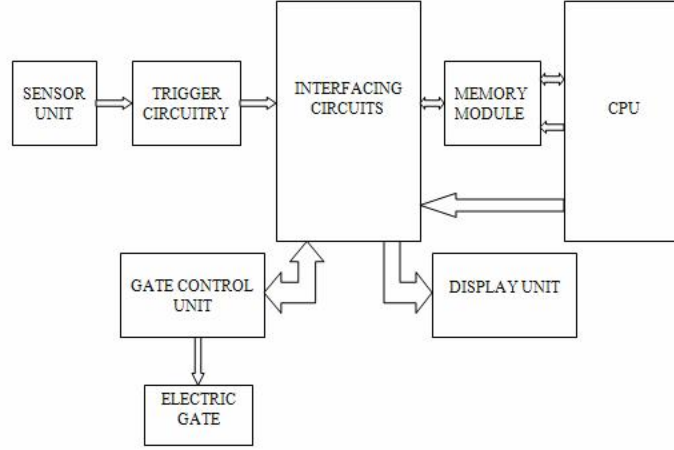 SENSOR
UNIT
TRIGGER
CIRCUITRY
INTERFACING
CIRCUITS
MEMORY
MODULE
CPU
GATE CONTROL
UNIT
DISPLAY UNIT
ELECTRIC
GATE